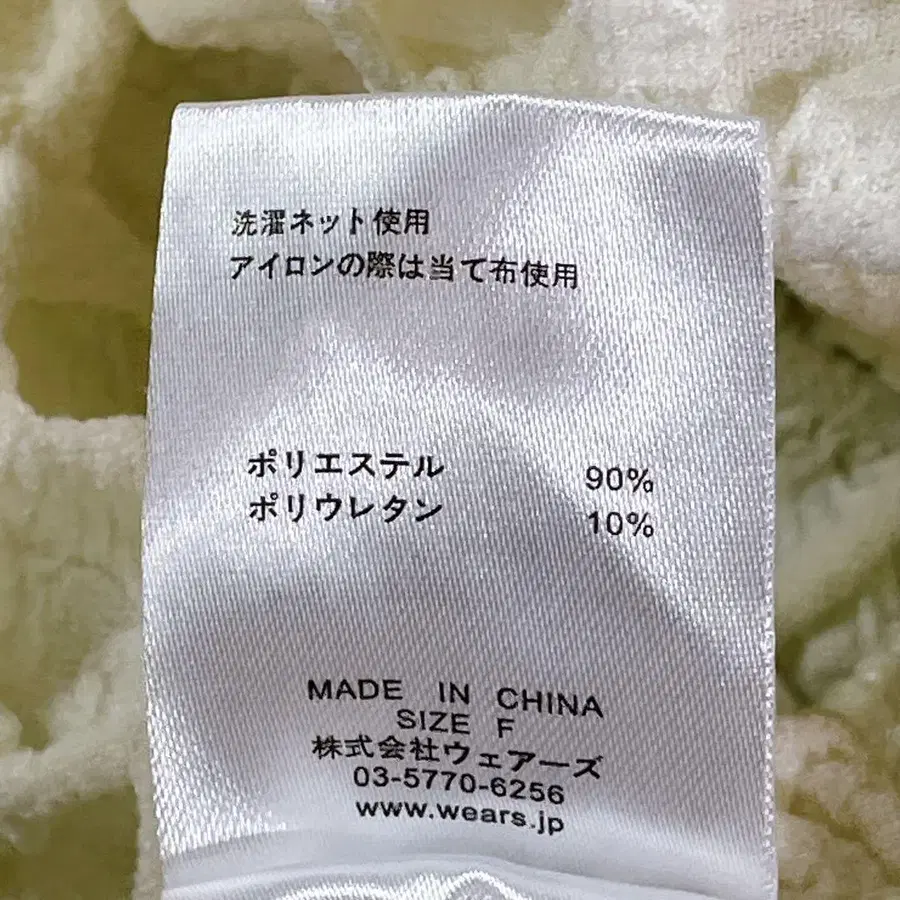 洗濯ネット使用
アイロンの際は当て布使用
ポリエステル 90%
ポリウレタン 10%
MADE IN CHINA
SIZE F
株式会社ウェアーズ
03-5770-6256
www.wears.jp